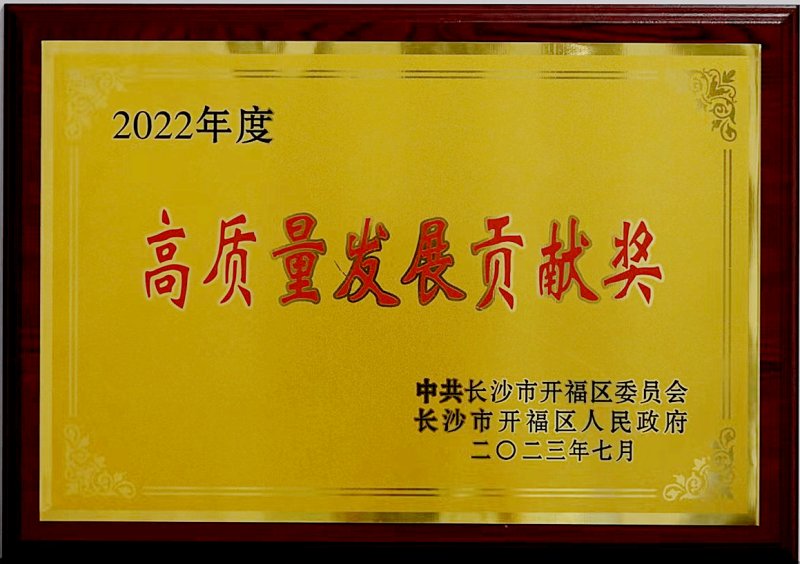 2022年度
高质量发展贡献奖
中共长沙市开福区委员会
长沙市开福区人民政府
二〇二三年七月